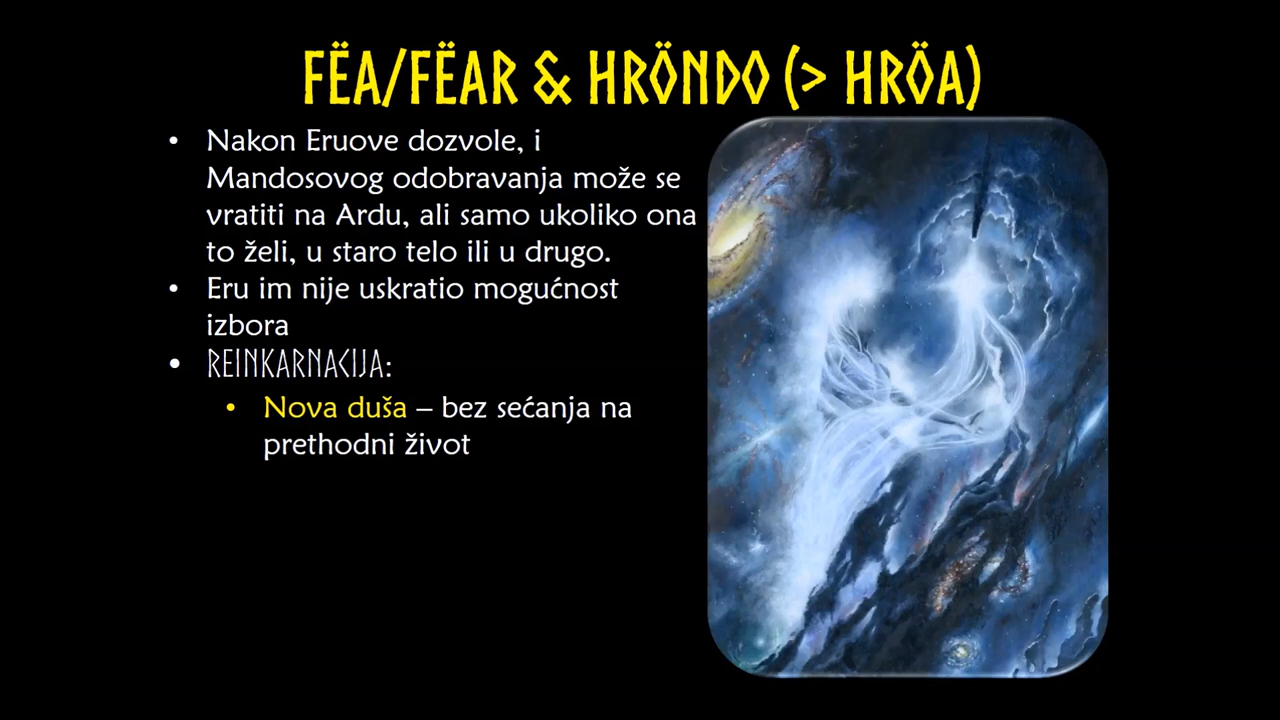 FËA/FËAR & HRÖNDO (> HRÖA)
• Nakon Eruove dozvole, i
Mandosovog odobravanja može se
vratiti na Ardu, ali samo ukoliko ona
to želi, u staro telo ili u drugo.
• Eru im nije uskratio mogućnost
izbora
• REINKARNACIJA:
• Nova duša – bez sećanja na
prethodni život